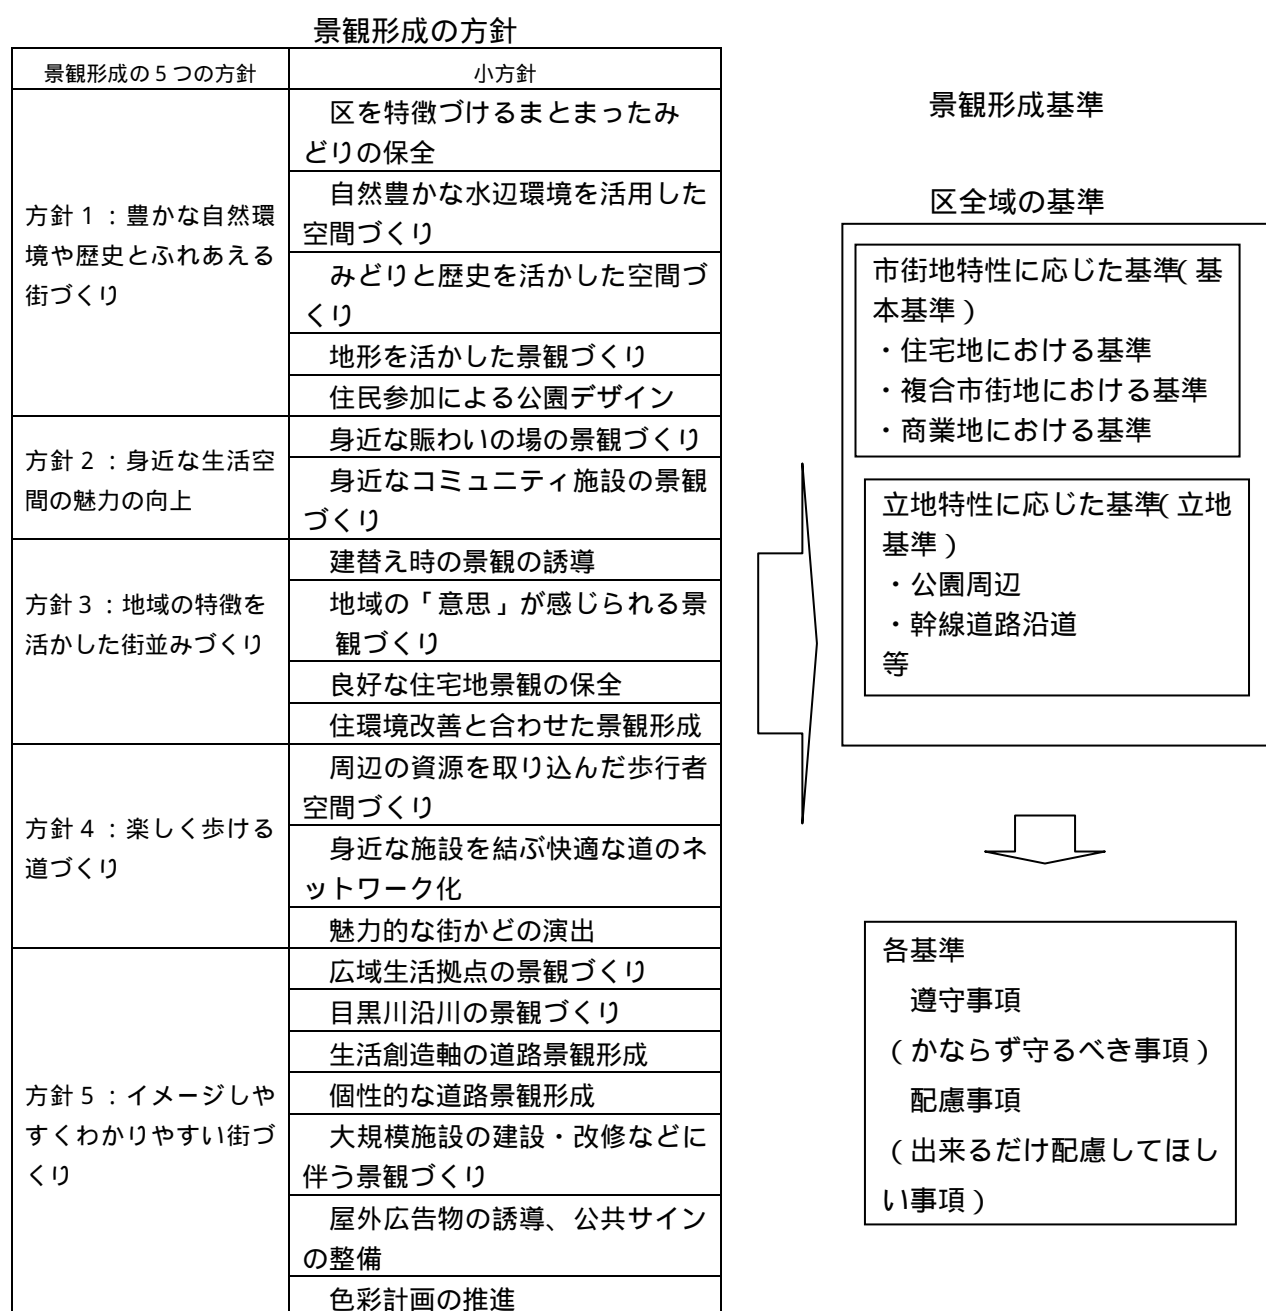 景観形成の方針
景観形成の5つの方針
小方針
方針1:豊かな自然環
境や歴史とふれあえる
街づくり
区を特徴づけるまとまったみ
どりの保全
自然豊かな水辺環境を活用した
空間づくり
みどりと歴史を活かした空間づ
くり
地形を活かした景観づくり
住民参加による公園デザイン
方針2:身近な生活空
間の魅力の向上
身近な賑わいの場の景観づくり
身近なコミュニティ施設の景観
づくり
方針3:地域の特徴を
活かした街並みづくり
建替え時の景観の誘導
地域の「意思」が感じられる景
観づくり
良好な住宅地景観の保全
住環境改善と合わせた景観形成
方針4:楽しく歩ける
道づくり
周辺の資源を取り込んだ歩行者
空間づくり
身近な施設を結ぶ快適な道のネ
ットワーク化
魅力的な街かどの演出
方針5:イメージしや
すくわかりやすい街づ
くり
広域生活拠点の景観づくり
目黒川沿川の景観づくり
生活創造軸の道路景観形成
個性的な道路景観形成
大規模施設の建設・改修などに
伴う景観づくり
屋外広告物の誘導、公共サイン
の整備
色彩計画の推進
景観形成基準
区全域の基準
市街地特性に応じた基準(基
本基準)
・住宅地における基準
・複合市街地における基準
・商業地における基準
立地特性に応じた基準(立地
基準)
・公園周辺
・幹線道路沿道
等
各基準
遵守事項
(かならず守るべき事項)
配慮事項
(出来るだけ配慮してほし
い事項)